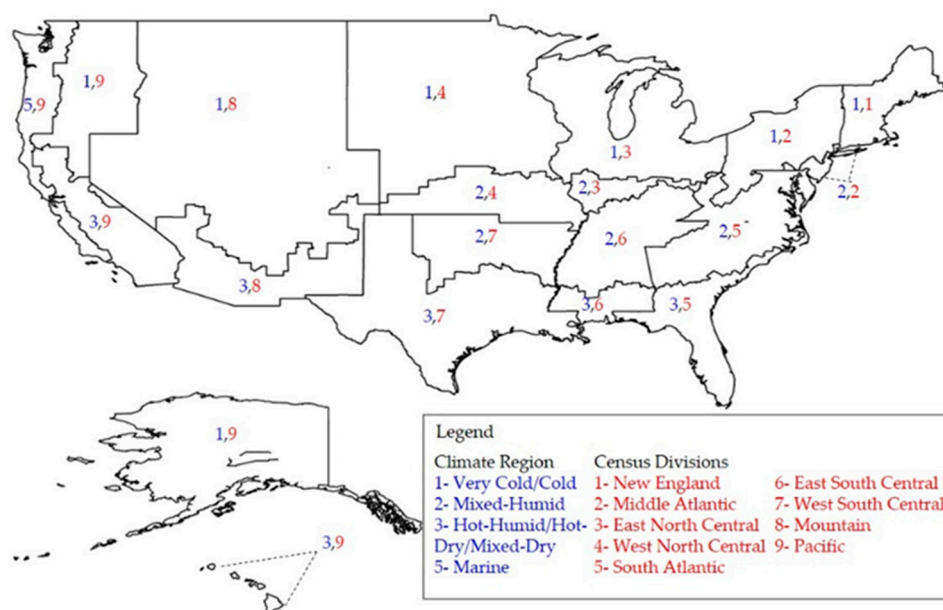 1,9
5,9
1,8
1,4
1,3
1,2
1,1
2,2
2,4
2,3
3,9
2,7
2,6
2,5
3,8
3,7
3,6
3,5
1,9
3,9
Legend
Climate Region
1- Very Cold/Cold
2- Mixed-Humid
3- Hot-Humid/Hot-
Dry/Mixed-Dry
5- Marine
Census Divisions
1- New England
2- Middle Atlantic
3- East North Central
4- West North Central
5- South Atlantic
6- East South Central
7- West South Central
8- Mountain
9- Pacific